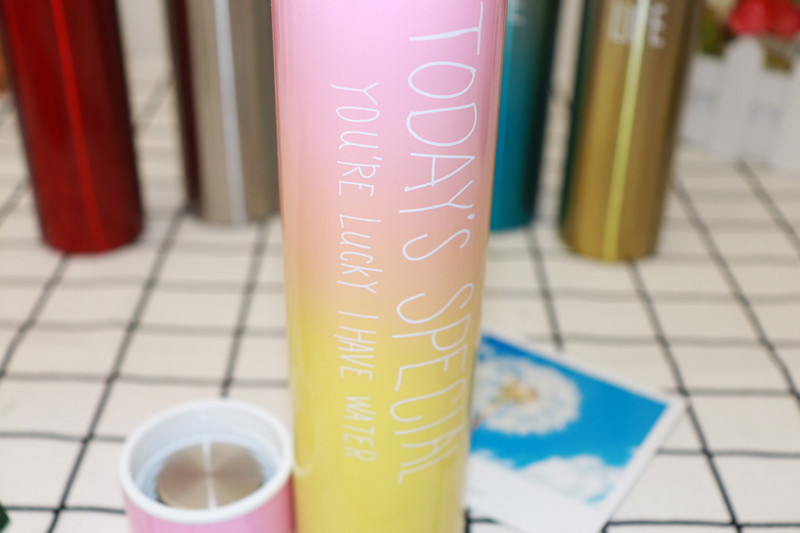 TODAY'S SPECIAL
YOU'RE LUCKY I HAVE WATER